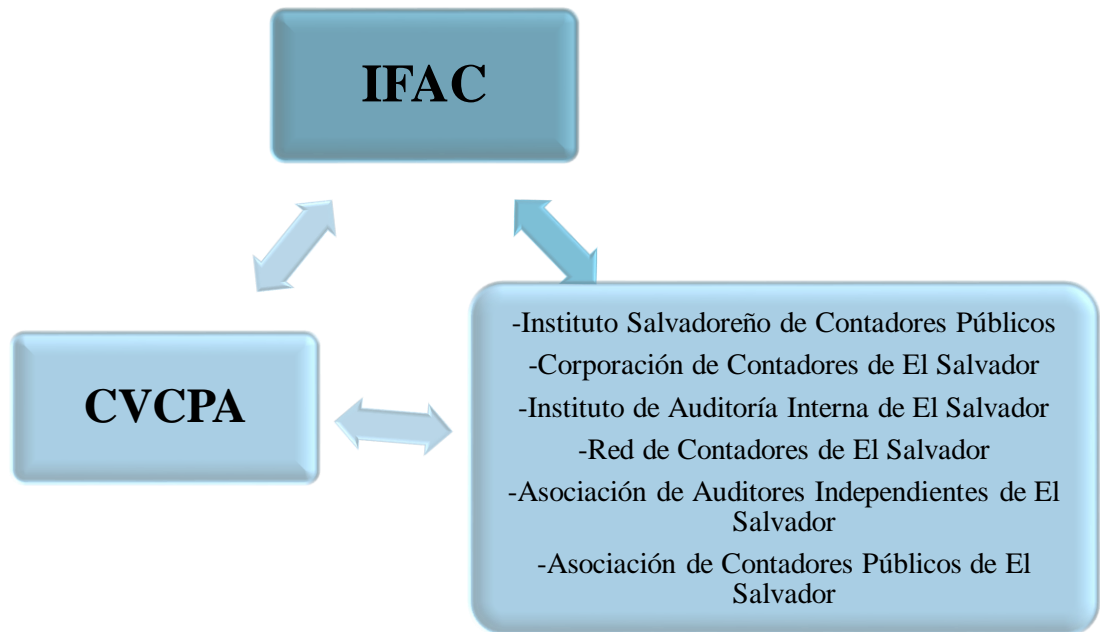 IFAC
CVCPA
-Instituto Salvadoreño de Contadores Públicos
-Corporación de Contadores de El Salvador
-Instituto de Auditoría Interna de El Salvador
-Red de Contadores de El Salvador
-Asociación de Auditores Independientes de El
Salvador
-Asociación de Contadores Públicos de El
Salvador